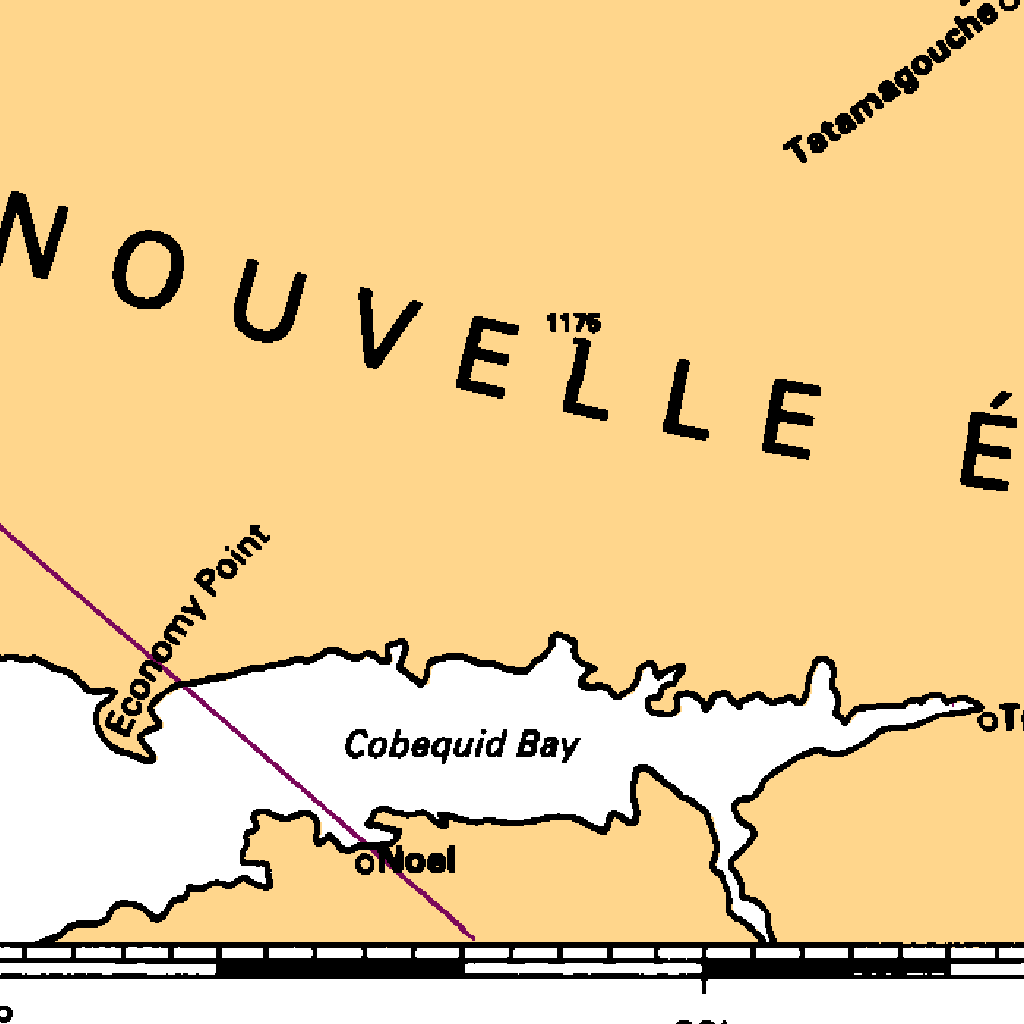 Tatamagouche
NOUVELLE É
1175
Economy Point
Cobequid Bay
Noel